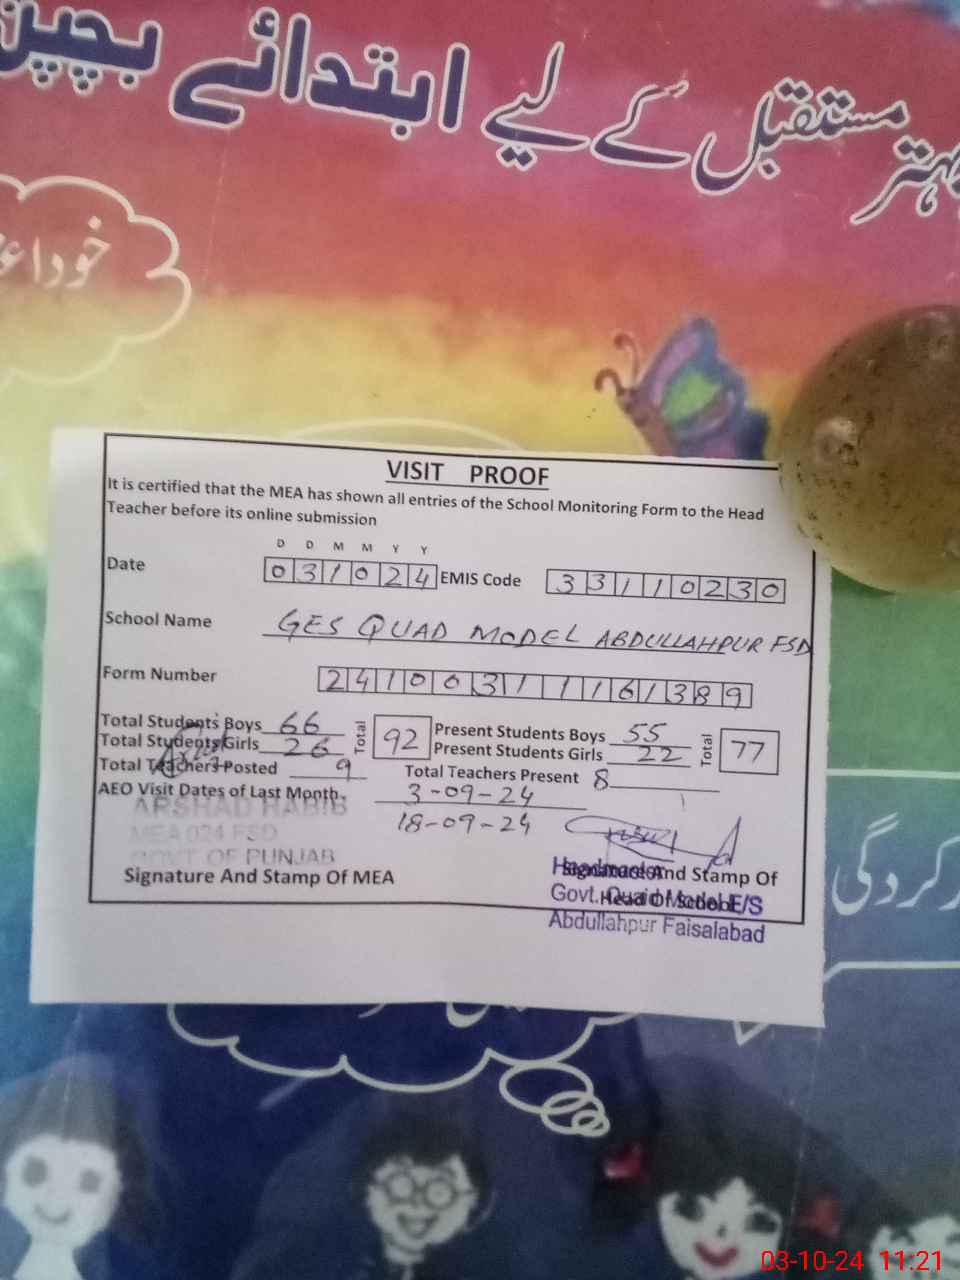 بہتر مستقبل کے لیے ابتدائے بچپن
VISIT PROOF
It is certified that the MEA has shown all entries of the School Monitoring Form to the Head
Teacher before its online submission
D D M M Y Y
Date 031024 EMIS Code 33110230
School Name GES QUAD MODEL ABDULLAHPUR FSD
Form Number 24100311161389
Total Students Boys 66 Total 92 Present Students Boys 55 Total 77
Total Students Girls 26 Present Students Girls 22
Total Teachers Posted 9 Total Teachers Present 8
AEO Visit Dates of Last Month 3-09-24
18-09-24
ARSHAD HABIB
MEA 024 FSD
GOVT OF PUNJAB
Signature And Stamp Of MEA
Signature And Stamp Of
Head Of School
Headmaster
Govt. Quaid Model E/S
Abdullahpur Faisalabad
03-10-24 11:21